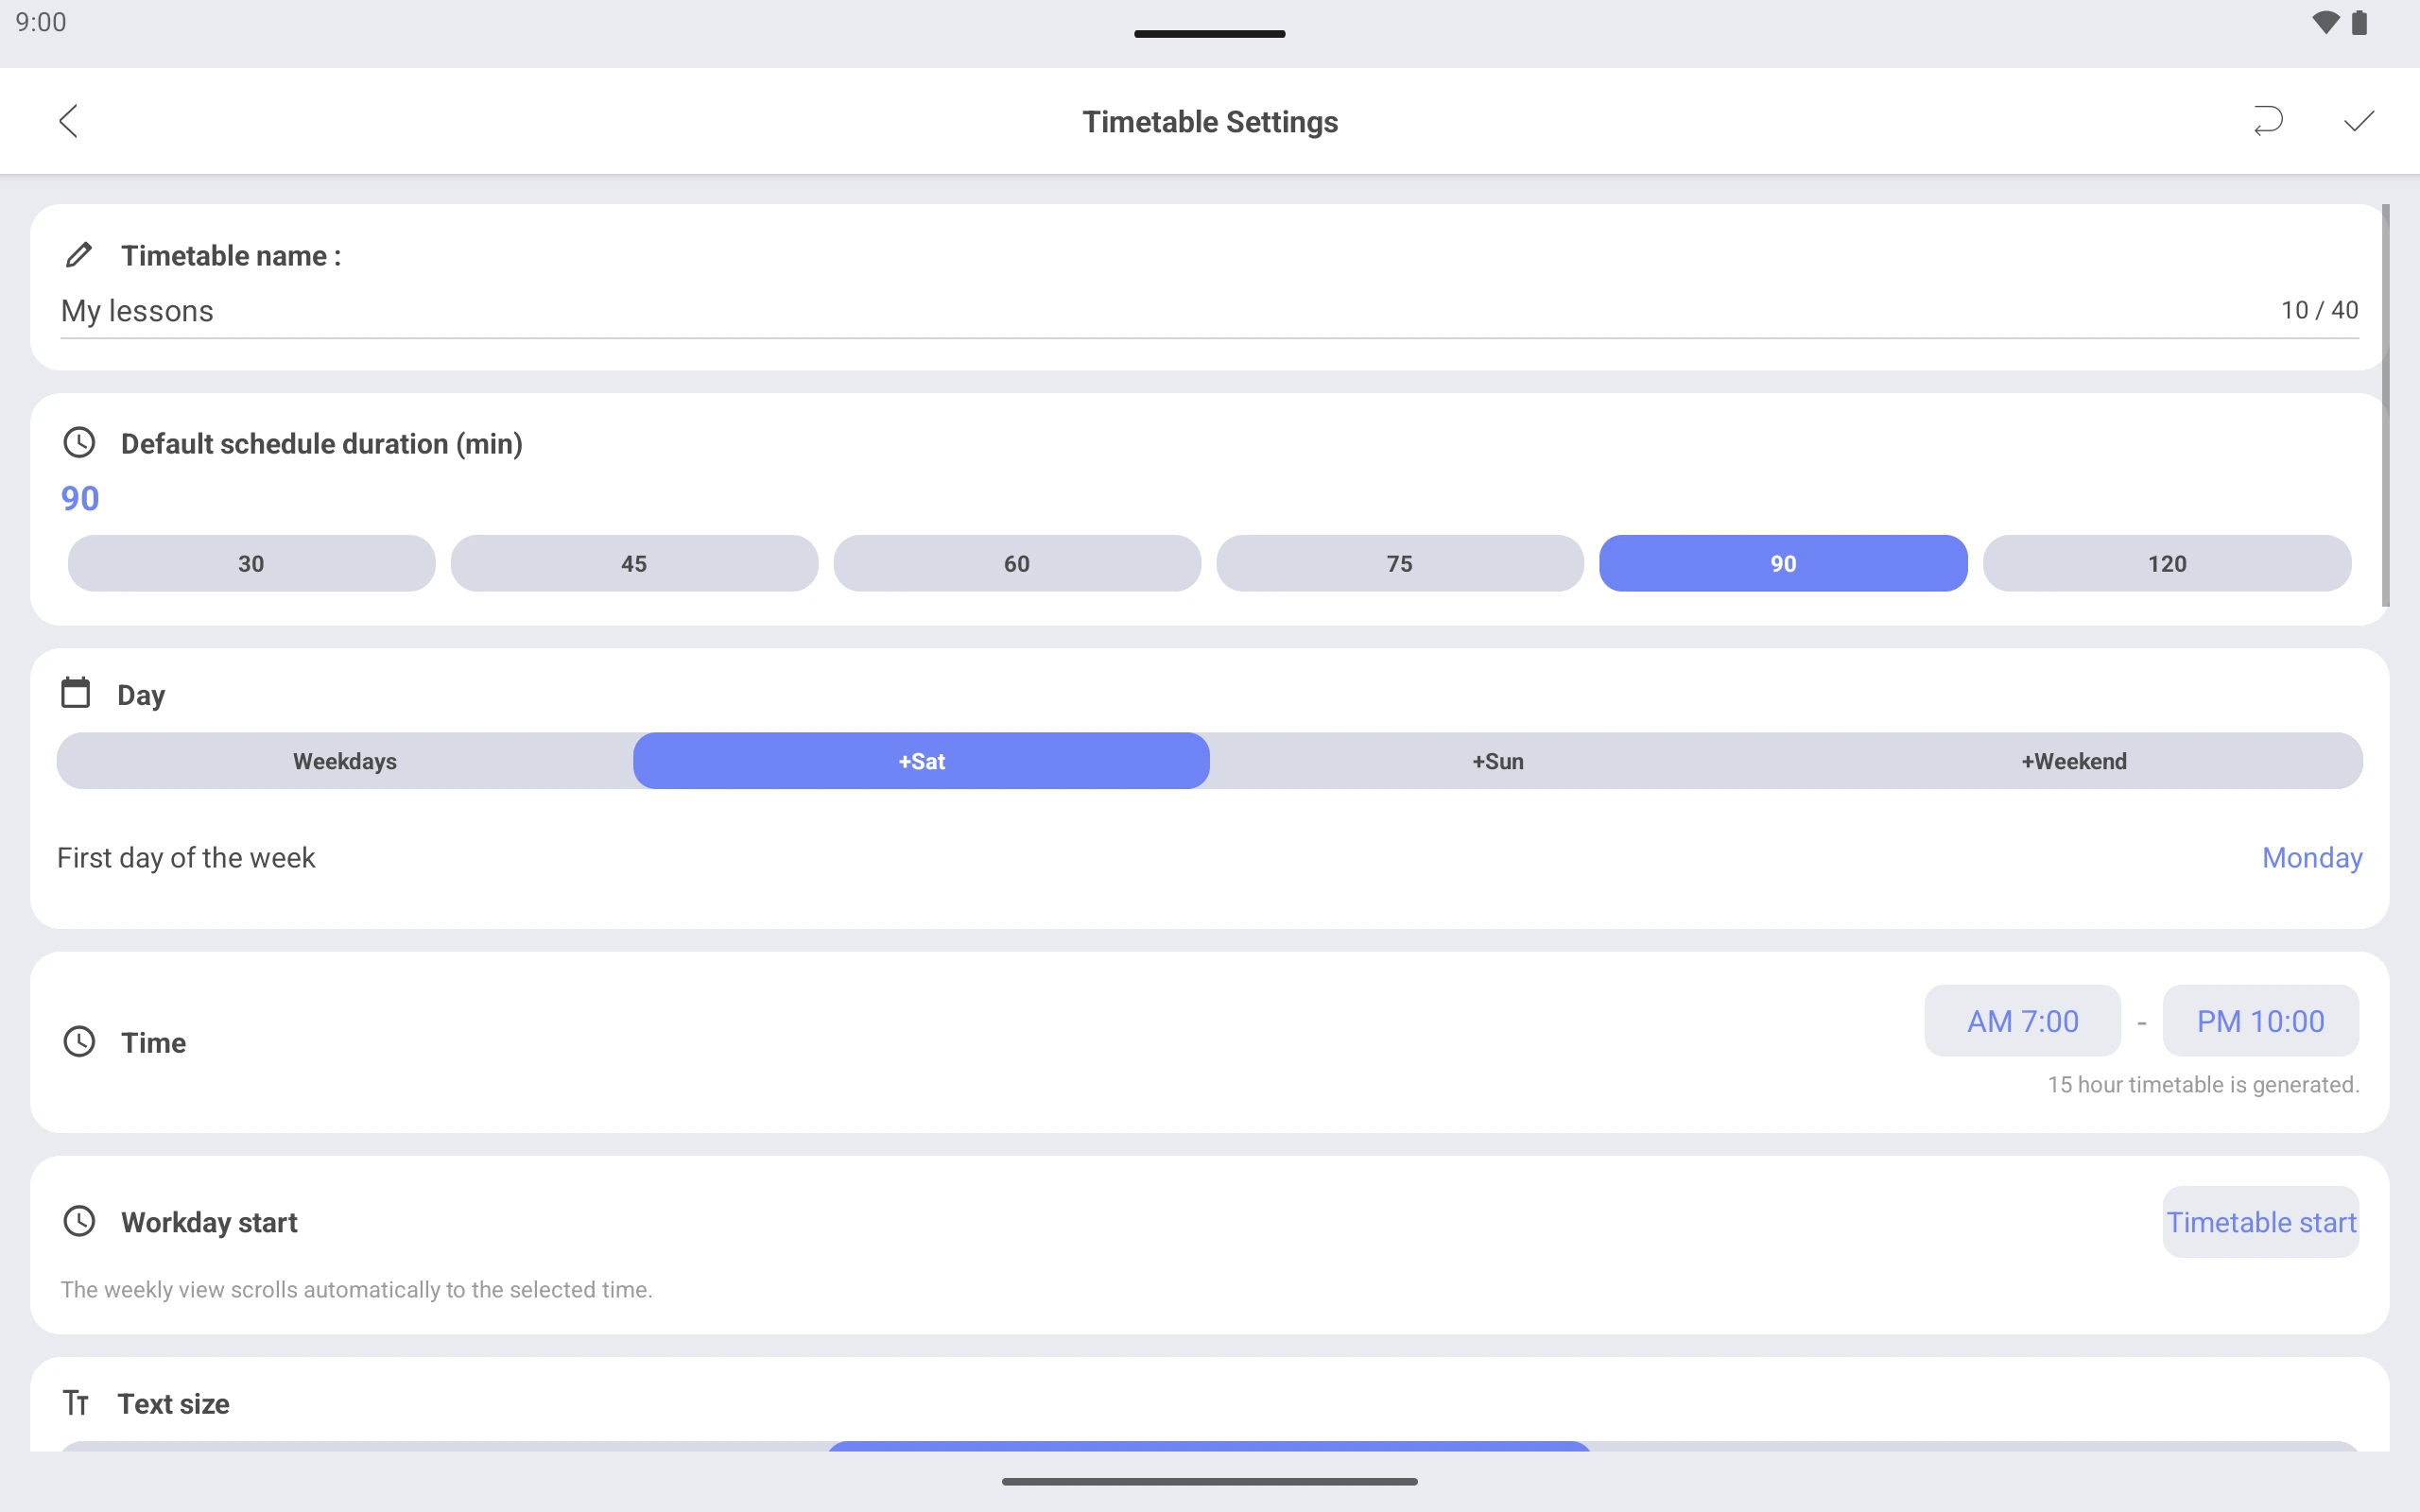 9:00
Timetable Settings
Timetable name :
My lessons
10 / 40
Default schedule duration (min)
90
30 45 60 75 90 120
Day
Weekdays +Sat +Sun +Weekend
First day of the week Monday
Time
AM 7:00 - PM 10:00
15 hour timetable is generated.
Workday start
Timetable start
The weekly view scrolls automatically to the selected time.
Text size